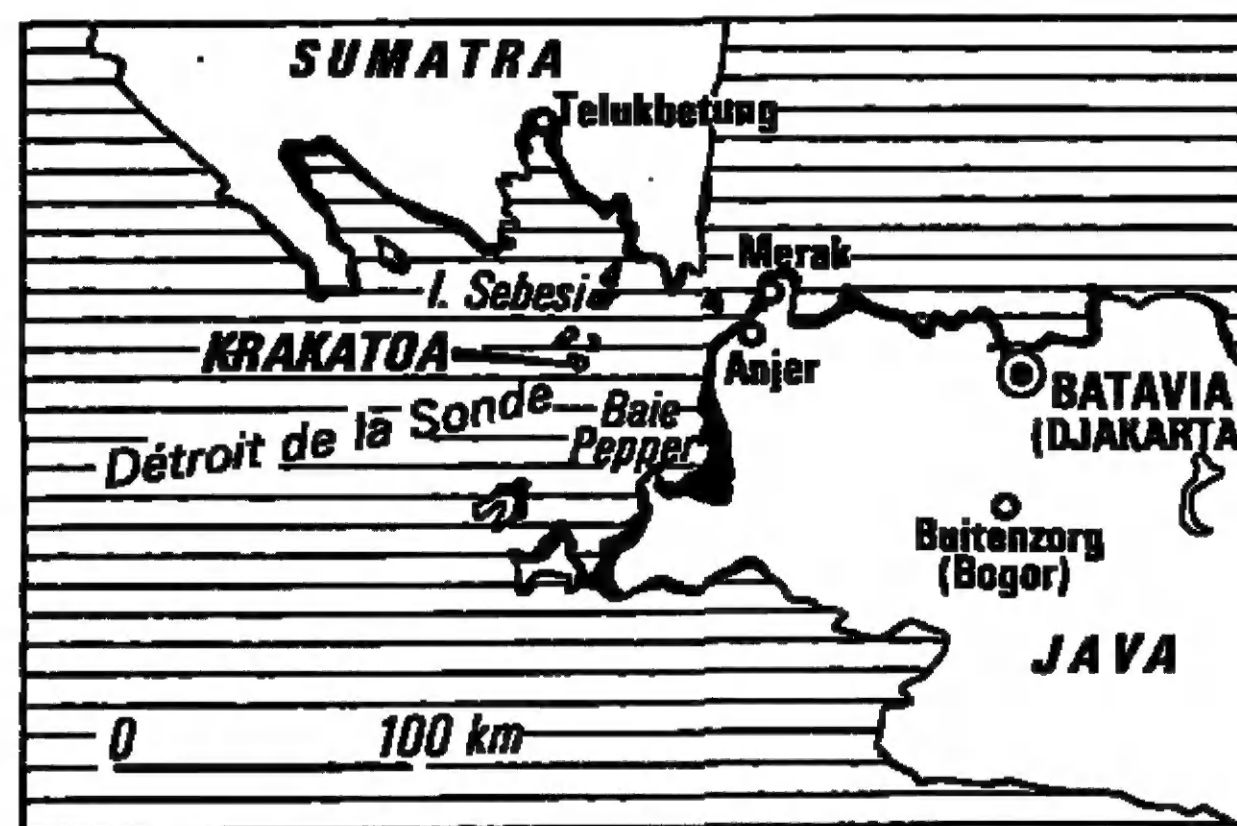 SUMATRA
Telukbetung
Merak
I. Sebesi
KRAKATOA
Anjer
Détroit de la Sonde
Baie
Pepper
BATAVIA
(DJAKARTA
Buitenzorg
(Bogor)
JAVA
0 100 km